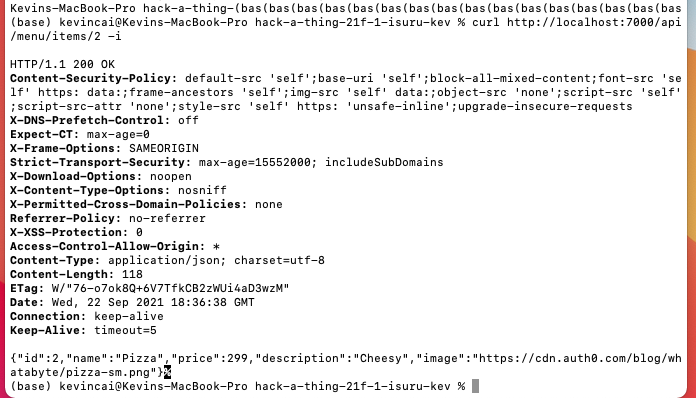 Kevins-MacBook-Pro hack-a-thing-(bas(bas(bas(bas(bas(bas(bas(bas(bas(bas(bas(bas
(base) kevincai@Kevins-MacBook-Pro hack-a-thing-21f-1-isuru-kev % curl http://localhost:7000/api
/menu/items/2 -i
HTTP/1.1 200 OK
Content-Security-Policy: default-src 'self';base-uri 'self';block-all-mixed-content;font-src 'se
lf' https: data:;frame-ancestors 'self';img-src 'self' data:;object-src 'none';script-src 'self'
;script-src-attr 'none';style-src 'self' https: 'unsafe-inline';upgrade-insecure-requests
X-DNS-Prefetch-Control: off
Expect-CT: max-age=0
X-Frame-Options: SAMEORIGIN
Strict-Transport-Security: max-age=15552000; includeSubDomains
X-Download-Options: noopen
X-Content-Type-Options: nosniff
X-Permitted-Cross-Domain-Policies: none
Referrer-Policy: no-referrer
X-XSS-Protection: 0
Access-Control-Allow-Origin: *
Content-Type: application/json; charset=utf-8
Content-Length: 118
ETag: W/"76-o7ok8Q+6V7TfkCB2zWUi4aD3wzM"
Date: Wed, 22 Sep 2021 18:36:38 GMT
Connection: keep-alive
Keep-Alive: timeout=5
{"id":2,"name":"Pizza","price":299,"description":"Cheesy","image":"https://cdn.auth0.com/blog/wh
atabyte/pizza-sm.png"}%
(base) kevincai@Kevins-MacBook-Pro hack-a-thing-21f-1-isuru-kev %